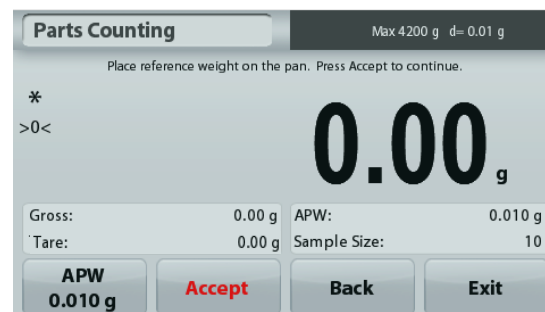 Parts Counting
Max 4200 g d= 0.01 g
Place reference weight on the pan. Press Accept to continue.
*
>0<
0.00 g
Gross: 0.00 g APW: 0.010 g
Tare: 0.00 g Sample Size: 10
APW
0.010 g
Accept
Back
Exit